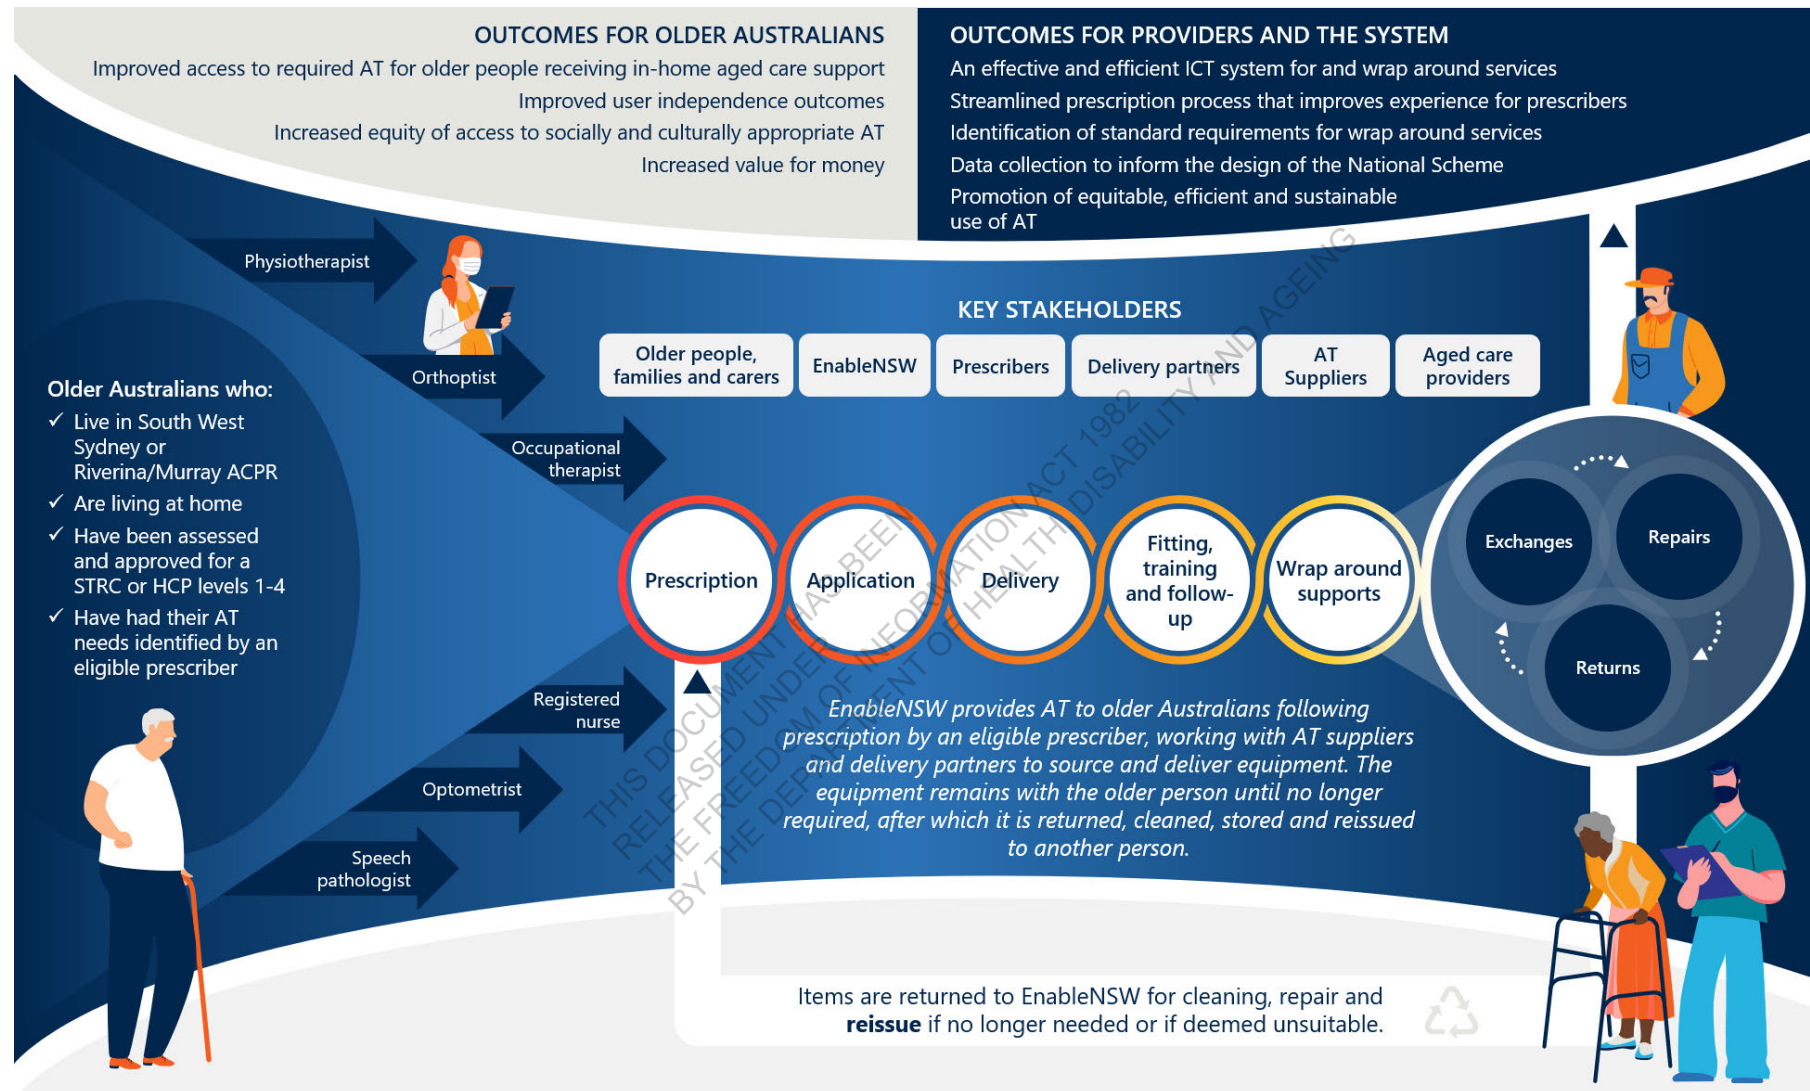 OUTCOMES FOR OLDER AUSTRALIANS
Improved access to required AT for older people receiving in-home aged care support
Improved user independence outcomes
Increased equity of access to socially and culturally appropriate AT
Increased value for money
OUTCOMES FOR PROVIDERS AND THE SYSTEM
An effective and efficient ICT system for and wrap around services
Streamlined prescription process that improves experience for prescribers
Identification of standard requirements for wrap around services
Data collection to inform the design of the National Scheme
Promotion of equitable, efficient and sustainable
use of AT
Older Australians who:
✓ Live in South West
Sydney or
Riverina/Murray ACPR
✓ Are living at home
✓ Have been assessed
and approved for a
STRC or HCP levels 1-4
✓ Have had their AT
needs identified by an
eligible prescriber
Physiotherapist
Orthoptist
Occupational
therapist
Registered
nurse
Optometrist
Speech
pathologist
KEY STAKEHOLDERS
Older people,
families and carers
EnableNSW
Prescribers
Delivery partners
AT
Suppliers
Aged care
providers
Prescription
Application
Delivery
Fitting,
training
and follow-
up
Wrap around
supports
Exchanges
Repairs
Returns
EnableNSW provides AT to older Australians following
prescription by an eligible prescriber, working with AT suppliers
and delivery partners to source and deliver equipment. The
equipment remains with the older person until no longer
required, after which it is returned, cleaned, stored and reissued
to another person.
Items are returned to EnableNSW for cleaning, repair and
reissue if no longer needed or if deemed unsuitable.
THIS DOCUMENT HAS BEEN
RELEASED UNDER
THE FREEDOM OF INFORMATION ACT 1982
BY THE DEPARTMENT OF HEALTH, DISABILITY AND AGEING